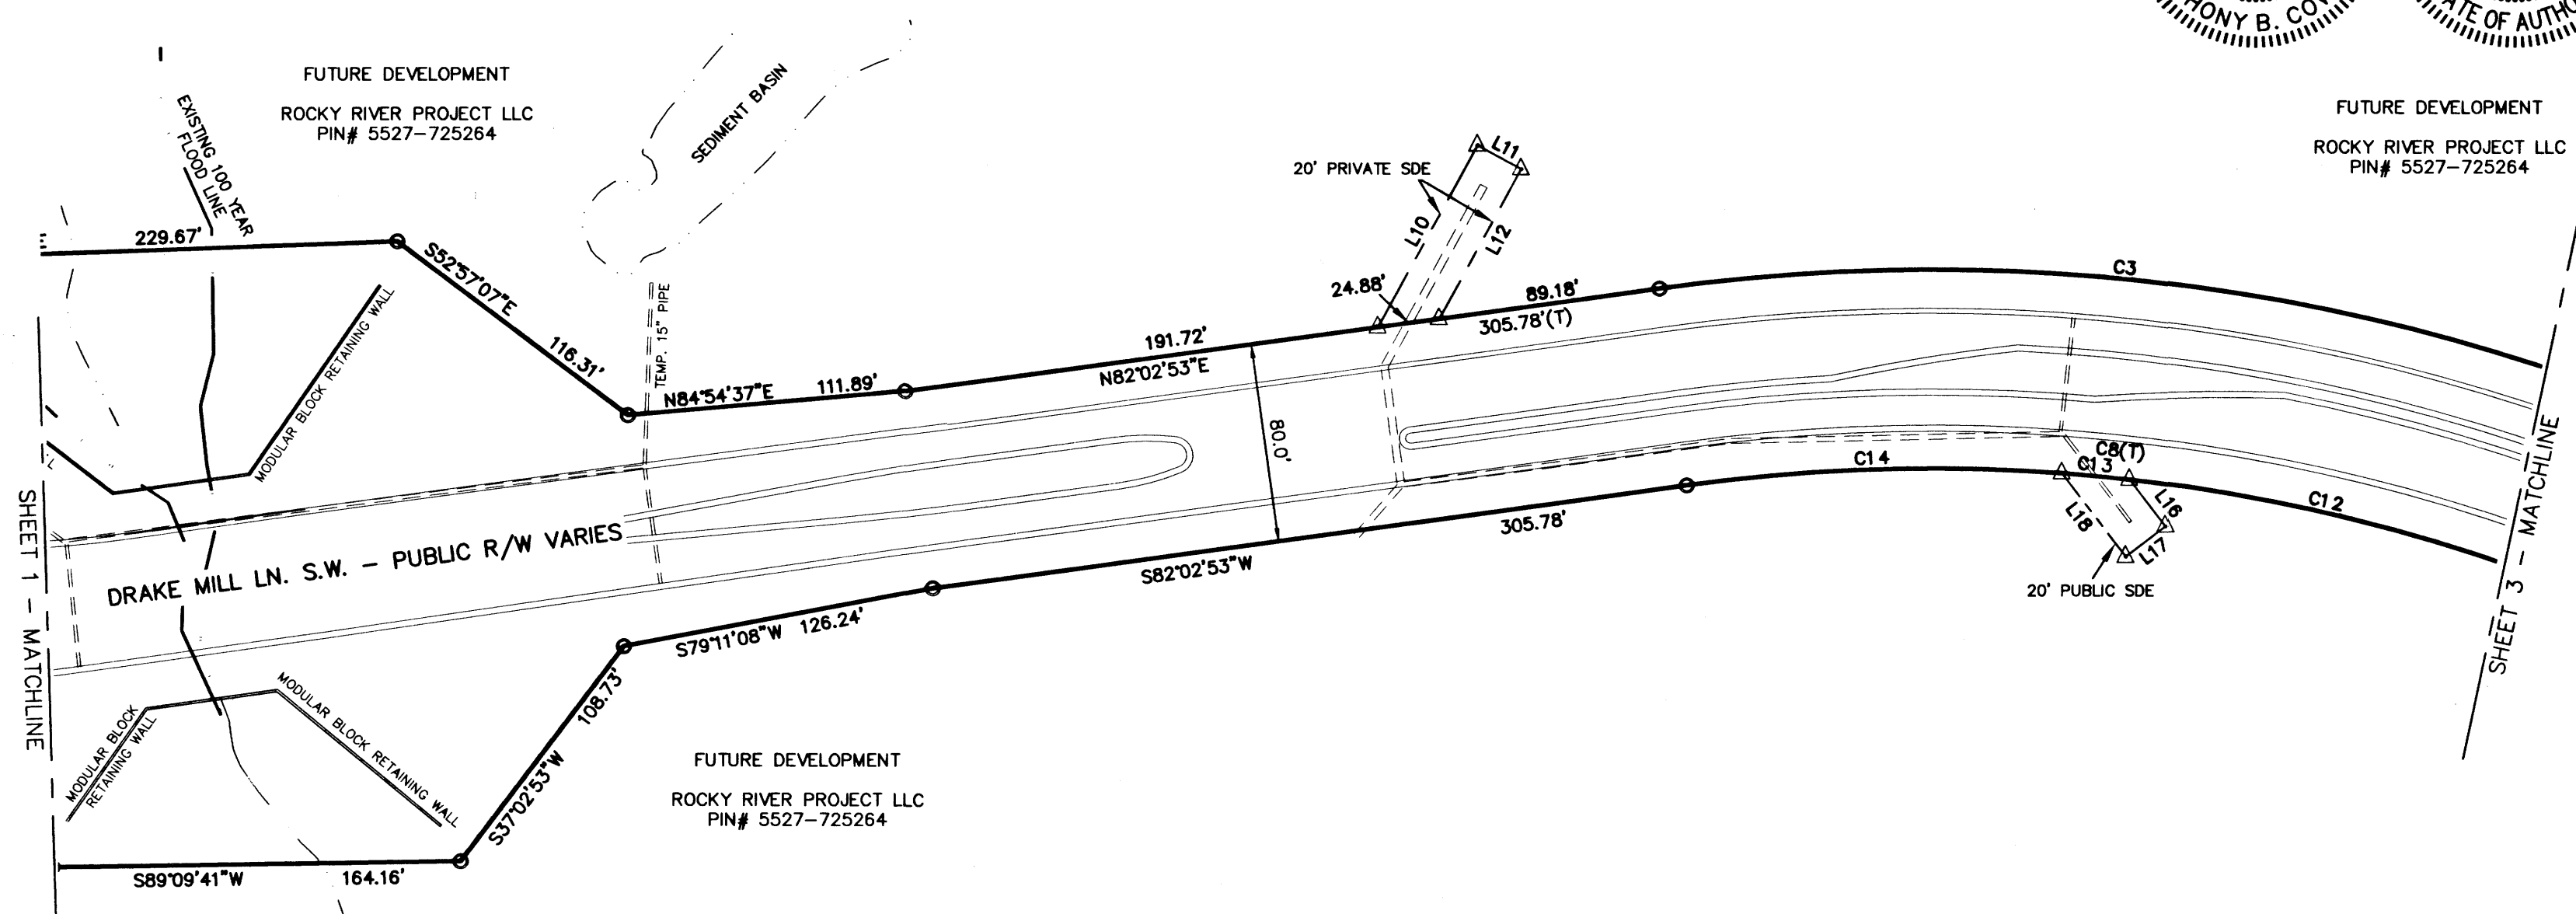 HONY B. COV
ATE OF AUTHO
FUTURE DEVELOPMENT
ROCKY RIVER PROJECT LLC
PIN# 5527-725264
EXISTING 100 YEAR
FLOOD LINE
SEDIMENT BASIN
FUTURE DEVELOPMENT
ROCKY RIVER PROJECT LLC
PIN# 5527-725264
20' PRIVATE SDE
L11
L10
L12
229.67'
S52°57'07"E
116.31'
MODULAR BLOCK RETAINING WALL
TEMP. 15" PIPE
N84°54'37"E 111.89'
191.72'
N82°02'53"E
24.88'
89.18'
305.78'(T)
C3
80.0'
C14
C8(T)
C13
C12
L16
L18
L17
20' PUBLIC SDE
305.78'
S82°02'53"W
SHEET 1 - MATCHLINE
DRAKE MILL LN. S.W. - PUBLIC R/W VARIES
SHEET 3 - MATCHLINE
S79°11'08"W 126.24'
108.73'
S37°02'53"W
MODULAR BLOCK
RETAINING WALL
MODULAR BLOCK RETAINING WALL
FUTURE DEVELOPMENT
ROCKY RIVER PROJECT LLC
PIN# 5527-725264
S89°09'41"W 164.16'